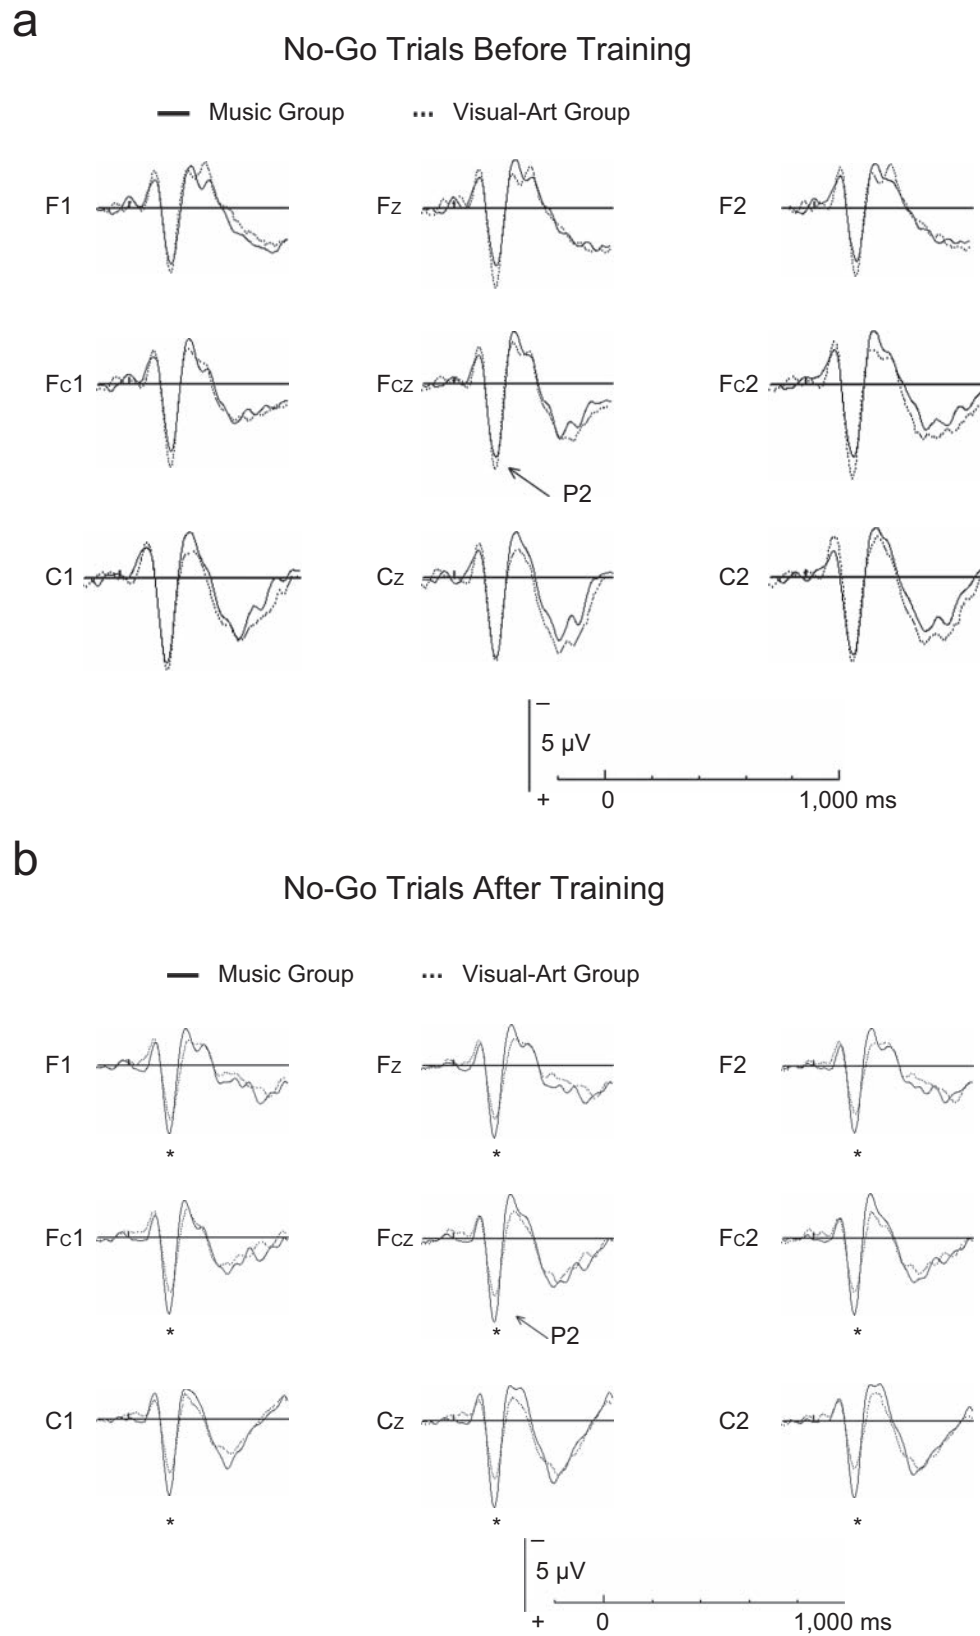 a
No-Go Trials Before Training
Music Group Visual-Art Group
F1 Fz F2
Fc1 Fcz Fc2
P2
C1 Cz C2
–
5 µV
+ 0 1,000 ms
b
No-Go Trials After Training
Music Group Visual-Art Group
F1 Fz F2
* * *
Fc1 Fcz Fc2
* * *
P2
C1 Cz C2
* * *
–
5 µV
+ 0 1,000 ms